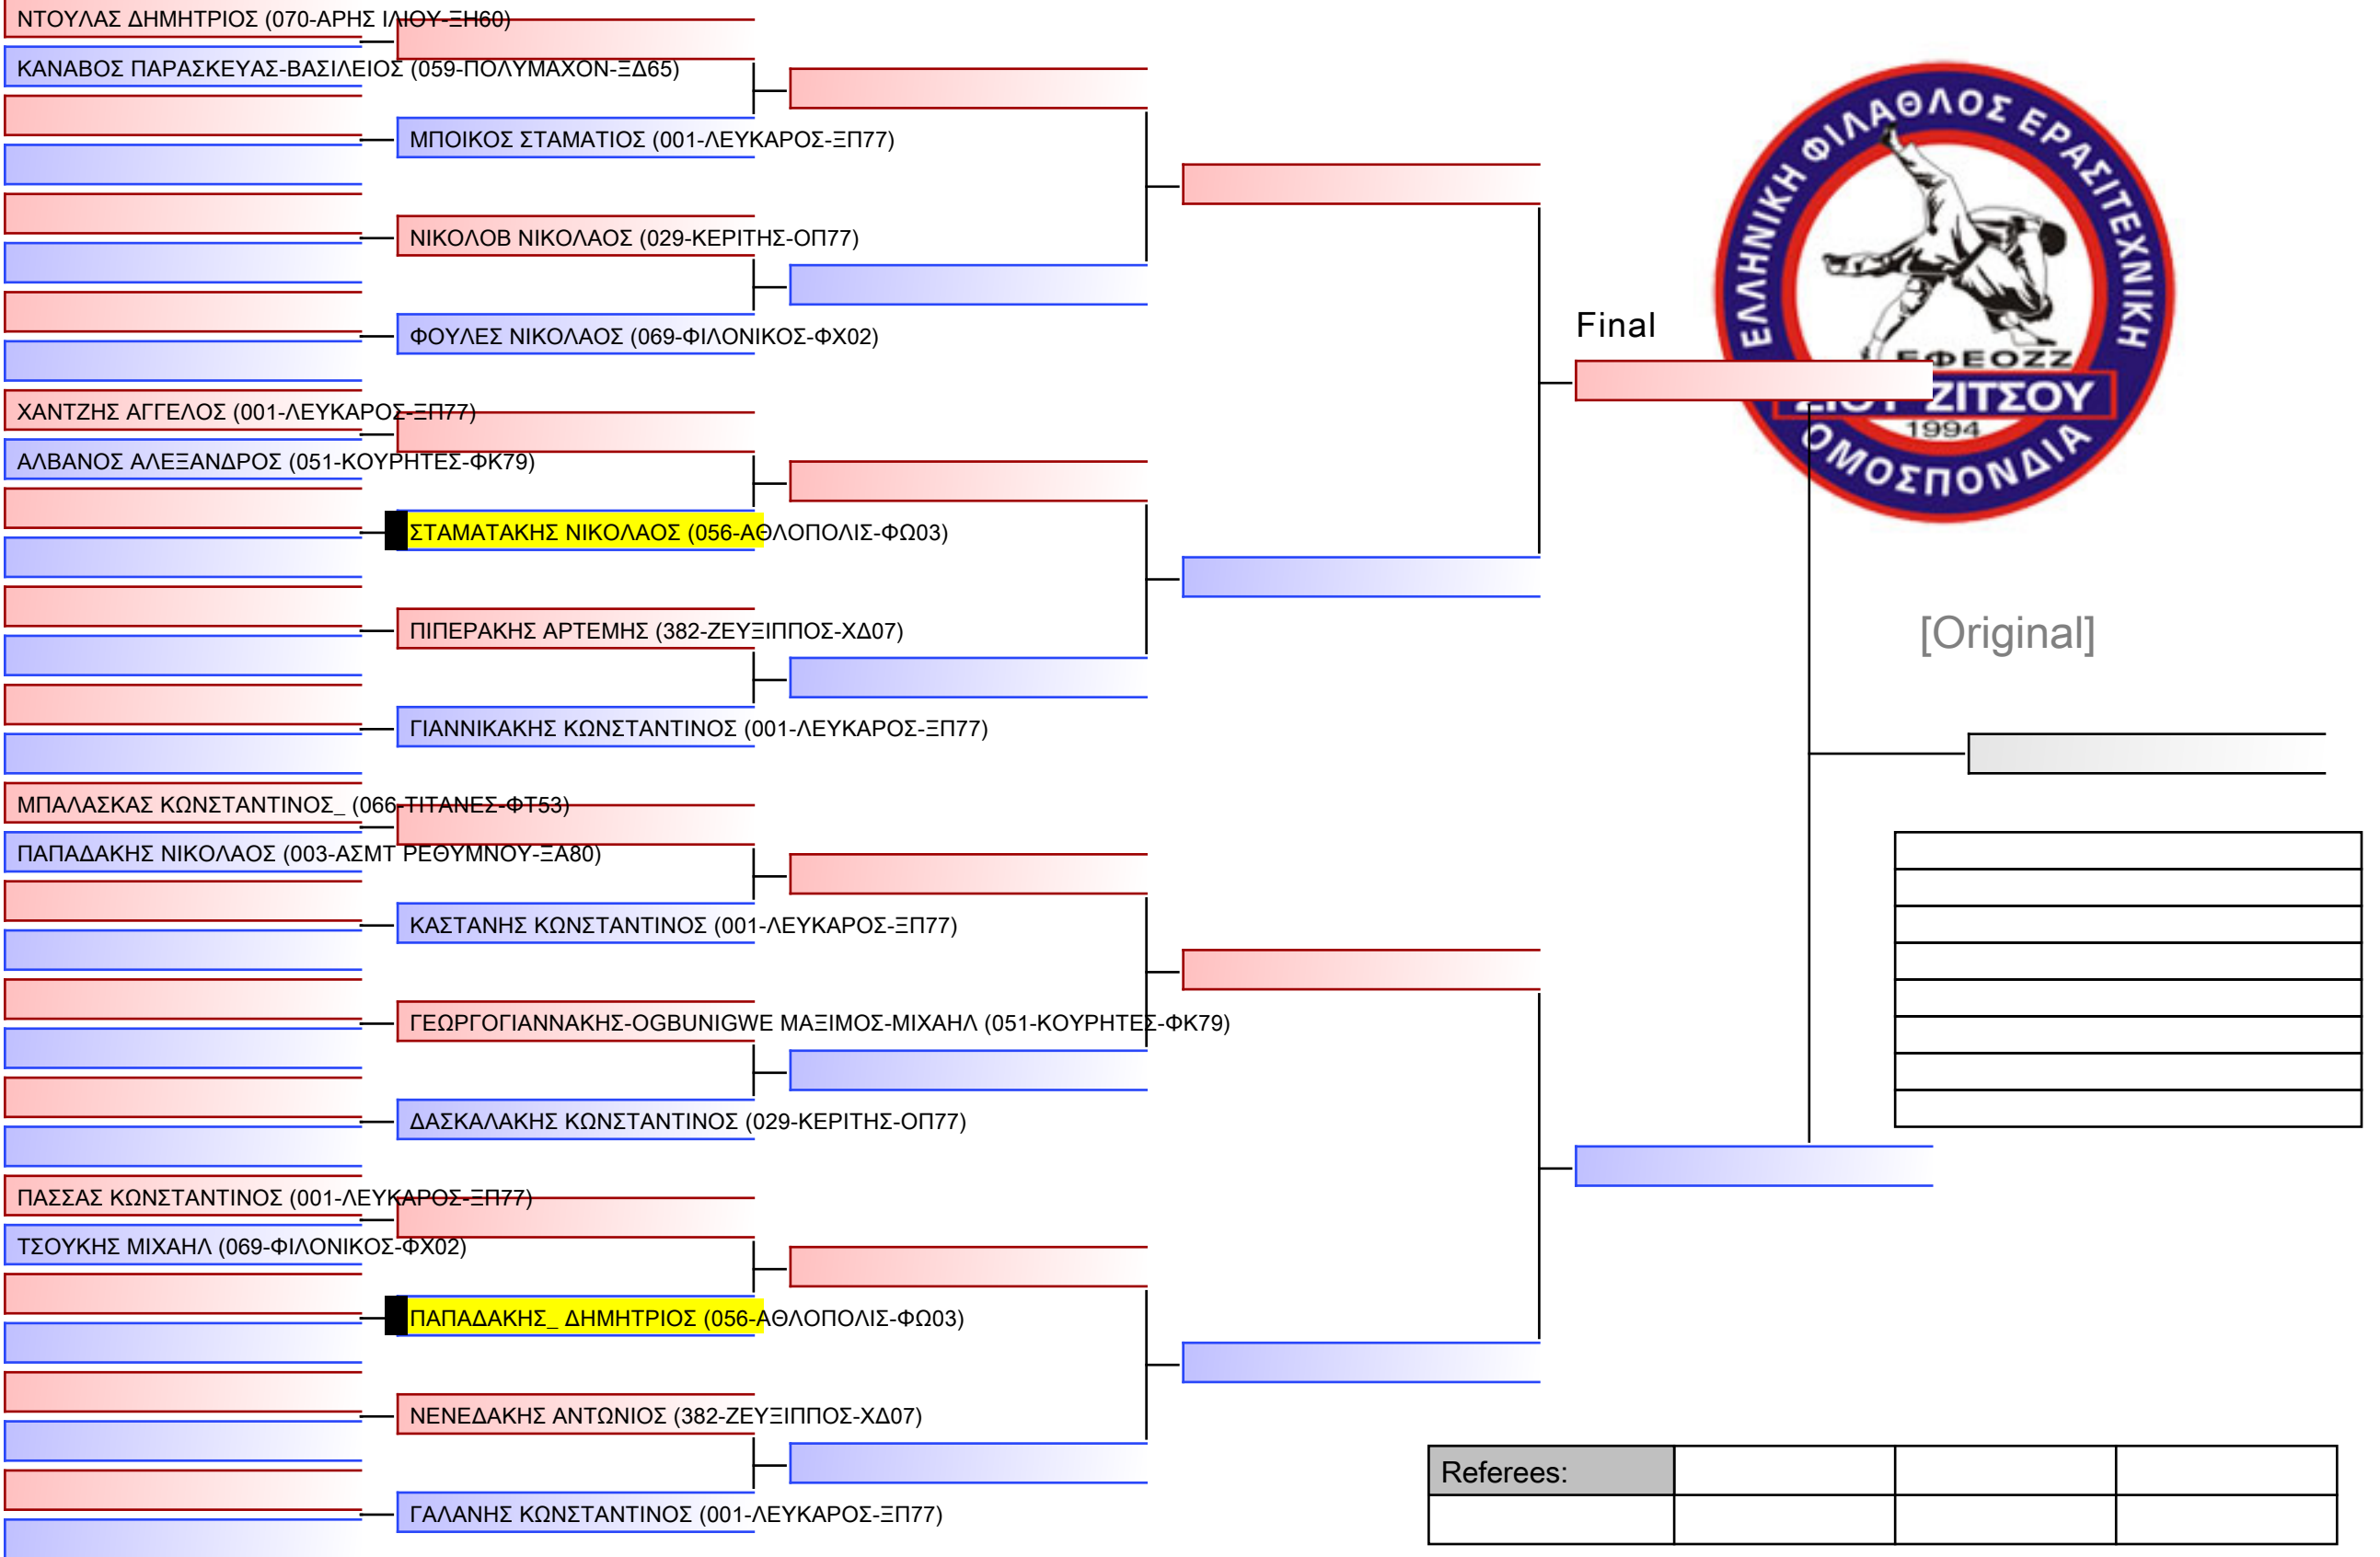 ΝΤΟΥΛΑΣ ΔΗΜΗΤΡΙΟΣ (070-ΑΡΗΣ ΙΛΙΟΥ-ΞΗ60)
ΚΑΝΑΒΟΣ ΠΑΡΑΣΚΕΥΑΣ-ΒΑΣΙΛΕΙΟΣ (059-ΠΟΛΥΜΑΧΟΝ-ΞΔ65)
ΜΠΟΙΚΟΣ ΣΤΑΜΑΤΙΟΣ (001-ΛΕΥΚΑΡΟΣ-ΞΠ77)
ΝΙΚΟΛΟΒ ΝΙΚΟΛΑΟΣ (029-ΚΕΡΙΤΗΣ-ΟΠ77)
ΦΟΥΛΕΣ ΝΙΚΟΛΑΟΣ (069-ΦΙΛΟΝΙΚΟΣ-ΦΧ02)
ΧΑΝΤΖΗΣ ΑΓΓΕΛΟΣ (001-ΛΕΥΚΑΡΟΣ-ΞΠ77)
ΑΛΒΑΝΟΣ ΑΛΕΞΑΝΔΡΟΣ (051-ΚΟΥΡΗΤΕΣ-ΦΚ79)
ΣΤΑΜΑΤΑΚΗΣ ΝΙΚΟΛΑΟΣ (056-ΑΘΛΟΠΟΛΙΣ-ΦΩ03)
ΠΙΠΕΡΑΚΗΣ ΑΡΤΕΜΗΣ (382-ΖΕΥΞΙΠΠΟΣ-ΧΔ07)
ΓΙΑΝΝΙΚΑΚΗΣ ΚΩΝΣΤΑΝΤΙΝΟΣ (001-ΛΕΥΚΑΡΟΣ-ΞΠ77)
ΜΠΑΛΑΣΚΑΣ ΚΩΝΣΤΑΝΤΙΝΟΣ_ (066-ΤΙΤΑΝΕΣ-ΦΤ53)
ΠΑΠΑΔΑΚΗΣ ΝΙΚΟΛΑΟΣ (003-ΑΣΜΤ ΡΕΘΥΜΝΟΥ-ΞΑ80)
ΚΑΣΤΑΝΗΣ ΚΩΝΣΤΑΝΤΙΝΟΣ (001-ΛΕΥΚΑΡΟΣ-ΞΠ77)
ΓΕΩΡΓΟΓΙΑΝΝΑΚΗΣ-OGBUNIGWE ΜΑΞΙΜΟΣ-ΜΙΧΑΗΛ (051-ΚΟΥΡΗΤΕΣ-ΦΚ79)
ΔΑΣΚΑΛΑΚΗΣ ΚΩΝΣΤΑΝΤΙΝΟΣ (029-ΚΕΡΙΤΗΣ-ΟΠ77)
ΠΑΣΣΑΣ ΚΩΝΣΤΑΝΤΙΝΟΣ (001-ΛΕΥΚΑΡΟΣ-ΞΠ77)
ΤΣΟΥΚΗΣ ΜΙΧΑΗΛ (069-ΦΙΛΟΝΙΚΟΣ-ΦΧ02)
ΠΑΠΑΔΑΚΗΣ_ ΔΗΜΗΤΡΙΟΣ (056-ΑΘΛΟΠΟΛΙΣ-ΦΩ03)
ΝΕΝΕΔΑΚΗΣ ΑΝΤΩΝΙΟΣ (382-ΖΕΥΞΙΠΠΟΣ-ΧΔ07)
ΓΑΛΑΝΗΣ ΚΩΝΣΤΑΝΤΙΝΟΣ (001-ΛΕΥΚΑΡΟΣ-ΞΠ77)
Final
ΕΛΛΗΝΙΚΗ ΦΙΛΑΘΛΟΣ ΕΡΑΣΙΤΕΧΝΙΚΗ
ΕΦΕΟΖΖ
ΖΙΤΣΟΥ
1994
ΟΜΟΣΠΟΝΔΙΑ
[Original]
Referees: